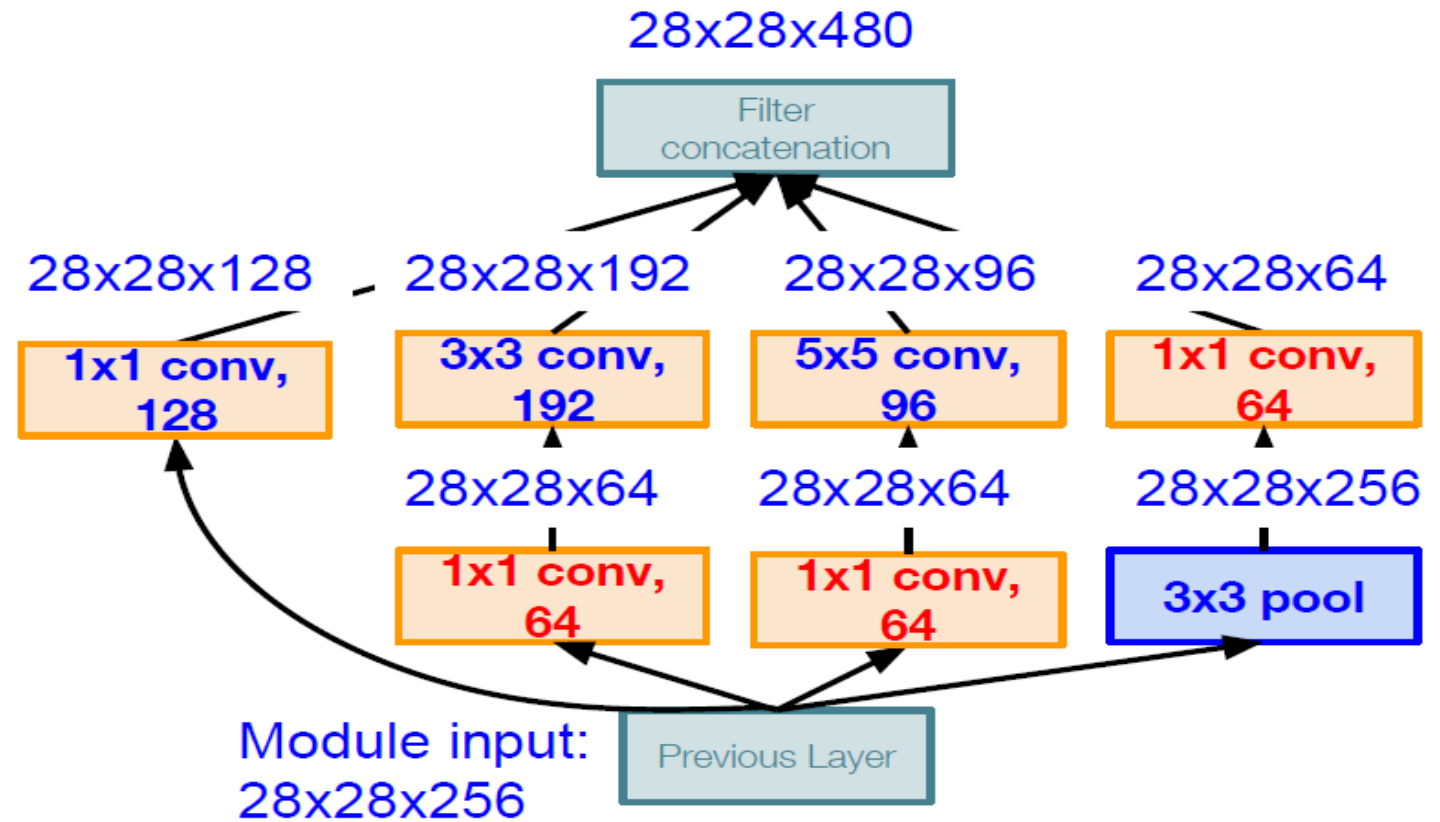 28x28x480
Filter
concatenation
28x28x128
28x28x192
28x28x96
28x28x64
1x1 conv,
128
3x3 conv,
192
5x5 conv,
96
1x1 conv,
64
28x28x64
28x28x64
28x28x256
1x1 conv,
64
1x1 conv,
64
3x3 pool
Module input:
28x28x256
Previous Layer